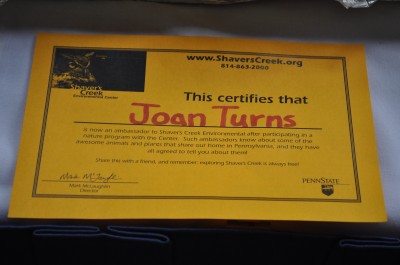 www.ShaversCreek.org
814-863-2000
Shaver's
Creek
Environmental Center
This certifies that
Joan Turns
is now an ambassador to Shaver's Creek Environmental after participating in a
nature program with the Center. Such ambassadors know about some of the
awesome animals and plants that share our home in Pennsylvania, and they have
all agreed to tell you about them!
Share this with a friend, and remember: exploring Shaver's Creek is always free!
Mark McLaughlin
Director
PENNSTATE